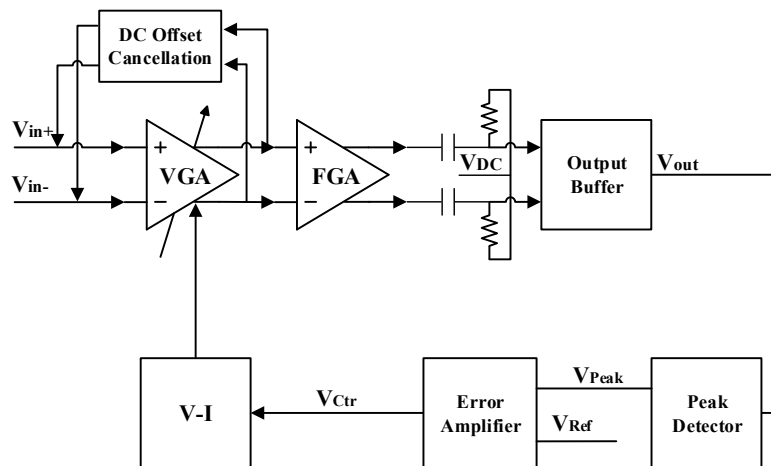 DC Offset
Cancellation
Vin+
Vin-
+
−
VGA
+
−
FGA
VDC
Output
Buffer
Vout
V-I
VCtr
Error
Amplifier
VPeak
VRef
Peak
Detector